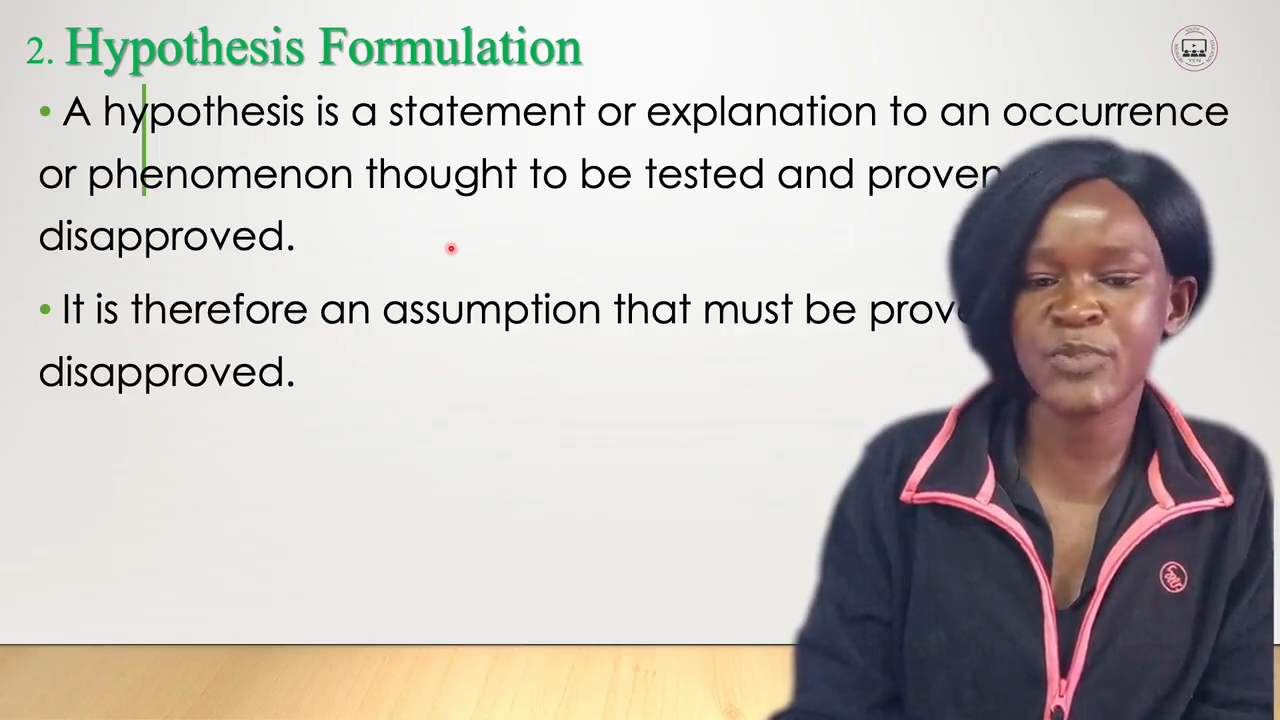 2. Hypothesis Formulation
• A hypothesis is a statement or explanation to an occurrence
or phenomenon thought to be tested and proven
disapproved.
• It is therefore an assumption that must be
disapproved.
YEN